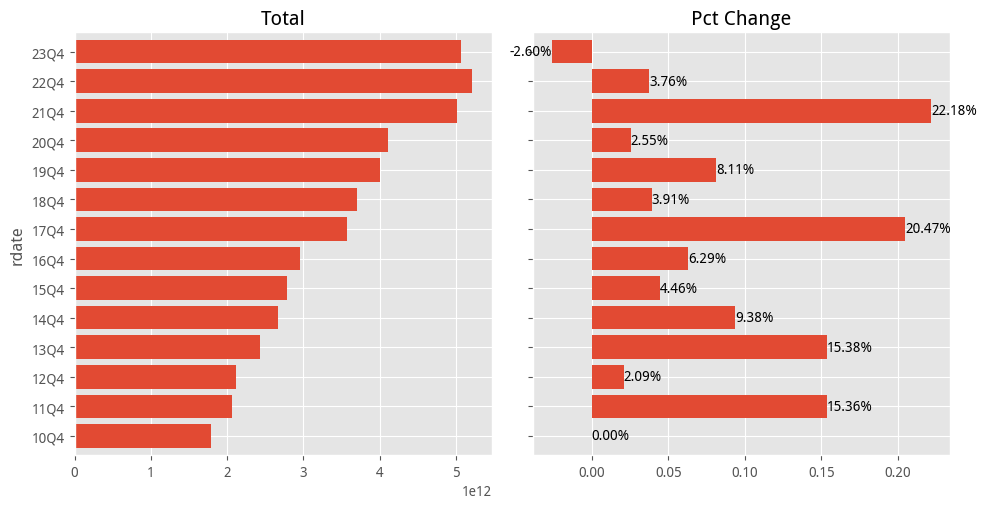 Total
Pct Change
rdate
23Q4
22Q4
21Q4
20Q4
19Q4
18Q4
17Q4
16Q4
15Q4
14Q4
13Q4
12Q4
11Q4
10Q4
0 1 2 3 4 5
1e12
-2.60%
3.76%
22.18%
2.55%
8.11%
3.91%
20.47%
6.29%
4.46%
9.38%
15.38%
2.09%
15.36%
0.00%
0.00 0.05 0.10 0.15 0.20